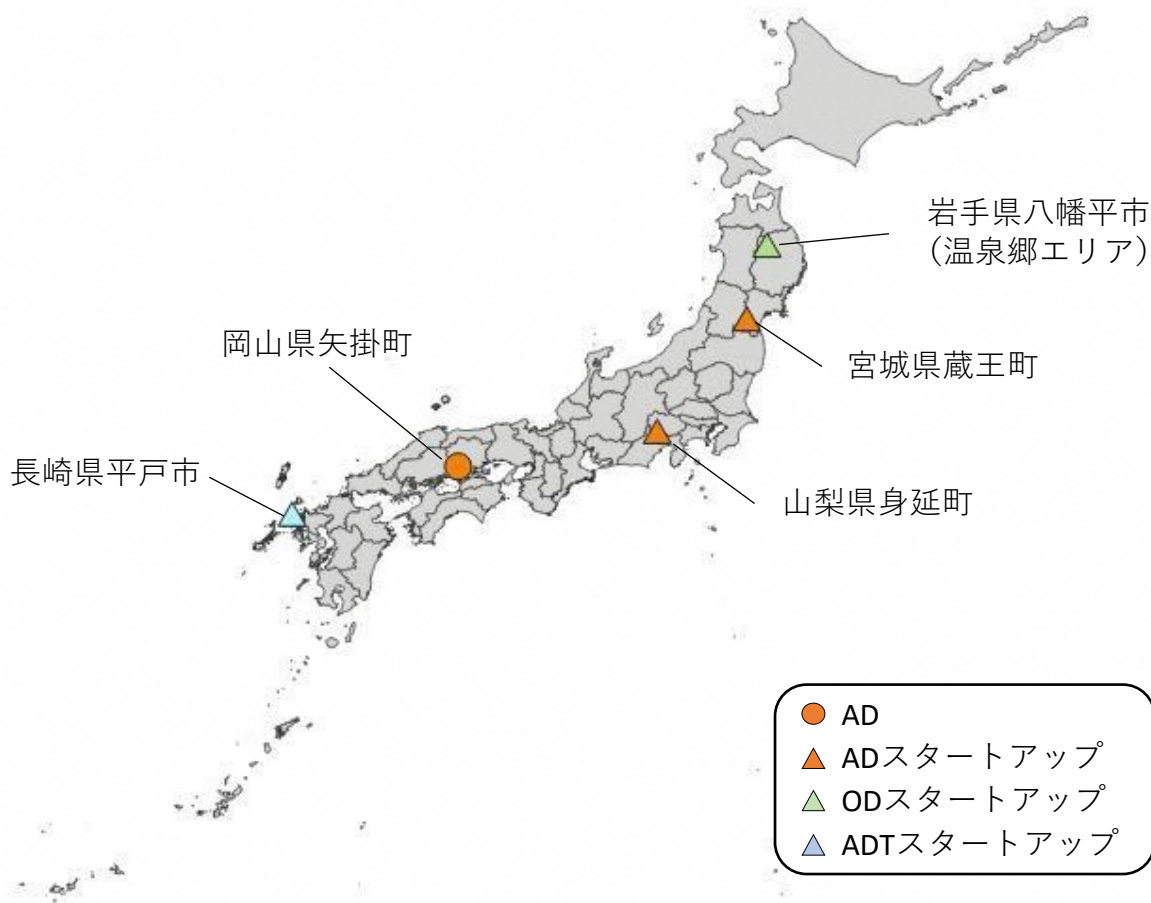 岩手県八幡平市
（温泉郷エリア）
岡山県矢掛町
宮城県蔵王町
長崎県平戸市
山梨県身延町
AD
ADスタートアップ
ODスタートアップ
ADTスタートアップ